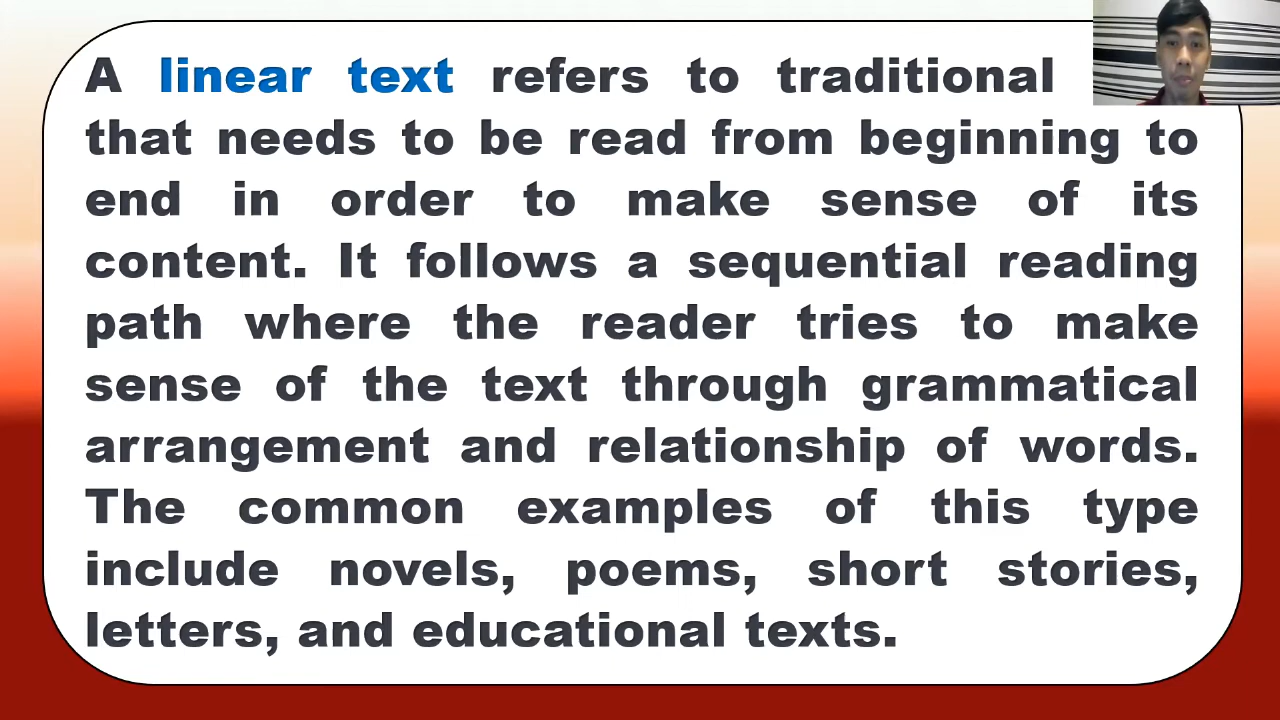 A linear text refers to traditional
that needs to be read from beginning to
end in order to make sense of its
content. It follows a sequential reading
path where the reader tries to make
sense of the text through grammatical
arrangement and relationship of words.
The common examples of this type
include novels, poems, short stories,
letters, and educational texts.